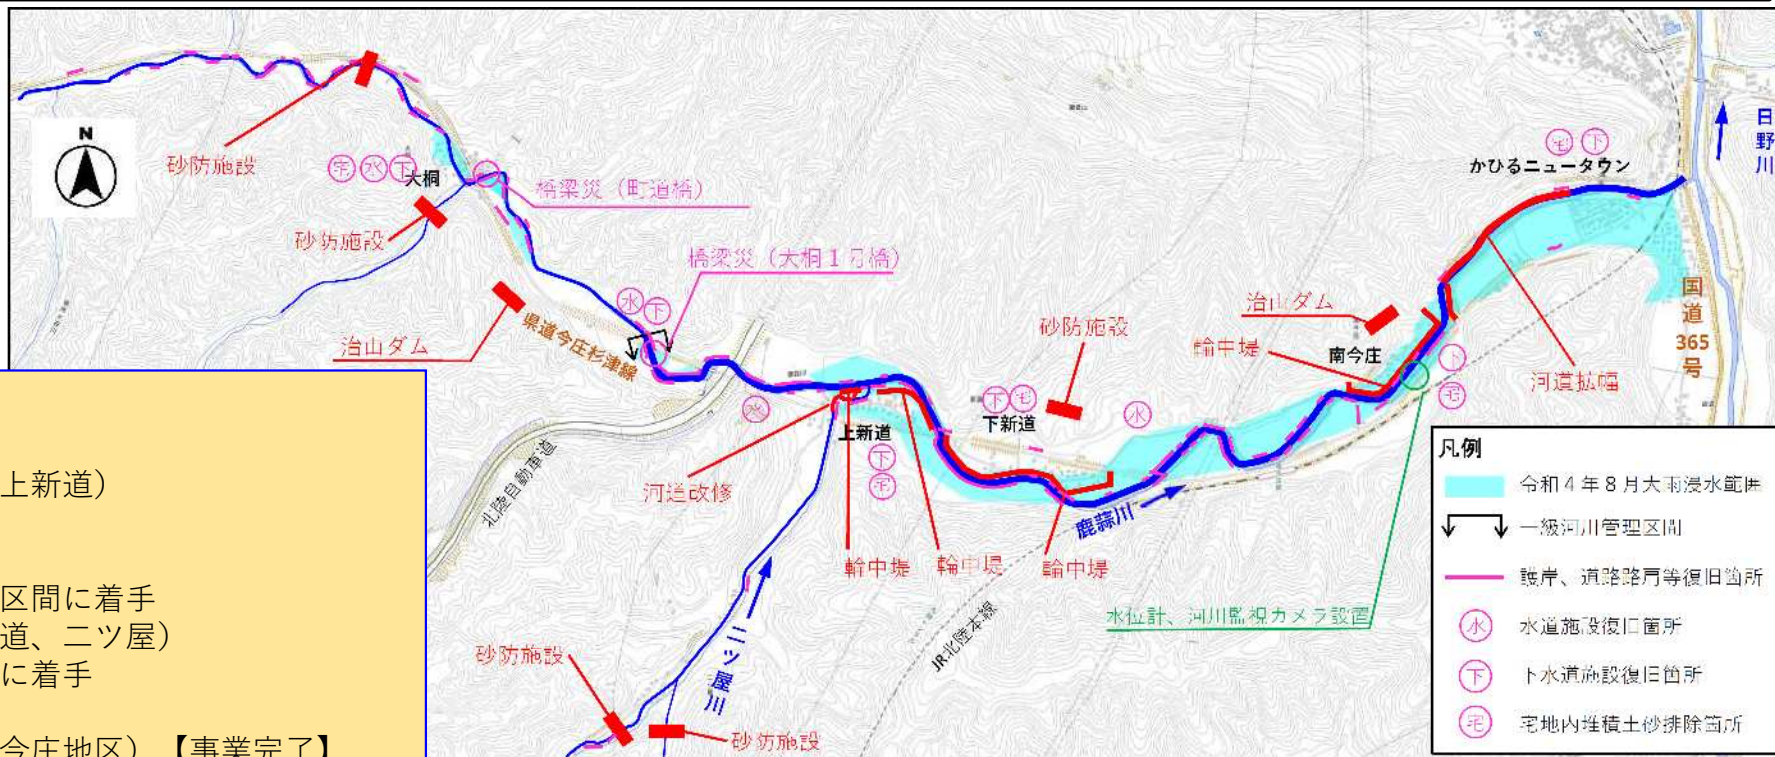 N
砂防施設
宅 水 下
大桐
橋梁災（町道橋）
砂防施設
橋梁災（大桐１号橋）
水 下
治山ダム
県道今庄杉津線
北陸自動車道
水
上新道
下
宅
河道改修
輪中堤
輪中堤
輪中堤
下 宅
下新道
砂防施設
水
鹿蒜川
JR北陸本線
二ツ屋川
砂防施設
砂防施設
治山ダム
輪中堤
南今庄
下
宅
水位計、河川監視カメラ設置
河道拡幅
宅 下
かひるニュータウン
日野川
国道365号
凡例
令和４年８月大雨浸水範囲
一級河川管理区間
護岸、道路路肩等復旧箇所
水 水道施設復旧箇所
下 下水道施設復旧箇所
宅 宅地内堆積土砂排除箇所
上新道）
区間に着手
道、二ツ屋）
に着手
今庄地区）【事業完了】